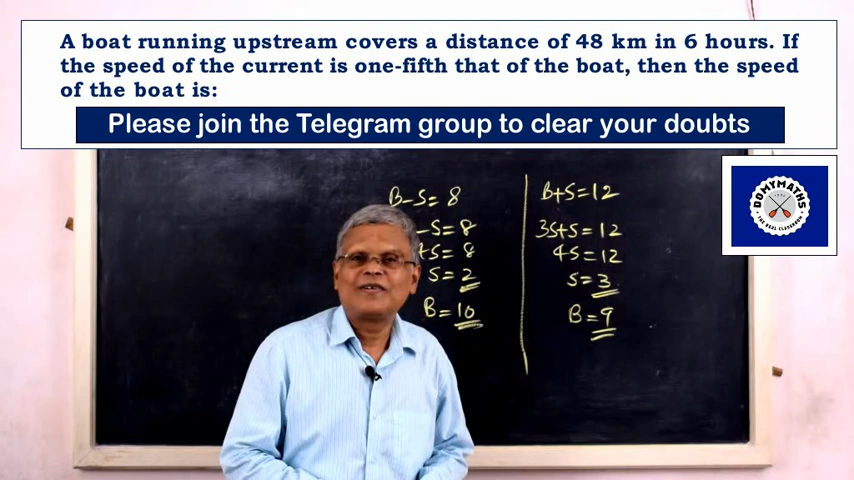 A boat running upstream covers a distance of 48 km in 6 hours. If
the speed of the current is one-fifth that of the boat, then the speed
of the boat is:
Please join the Telegram group to clear your doubts
DOMYMATHS
THE REAL CLASSROOM
B-S=8
-S=8
S=8
S=2
B=10
B+S=12
3S+S=12
4S=12
S=3
B=9